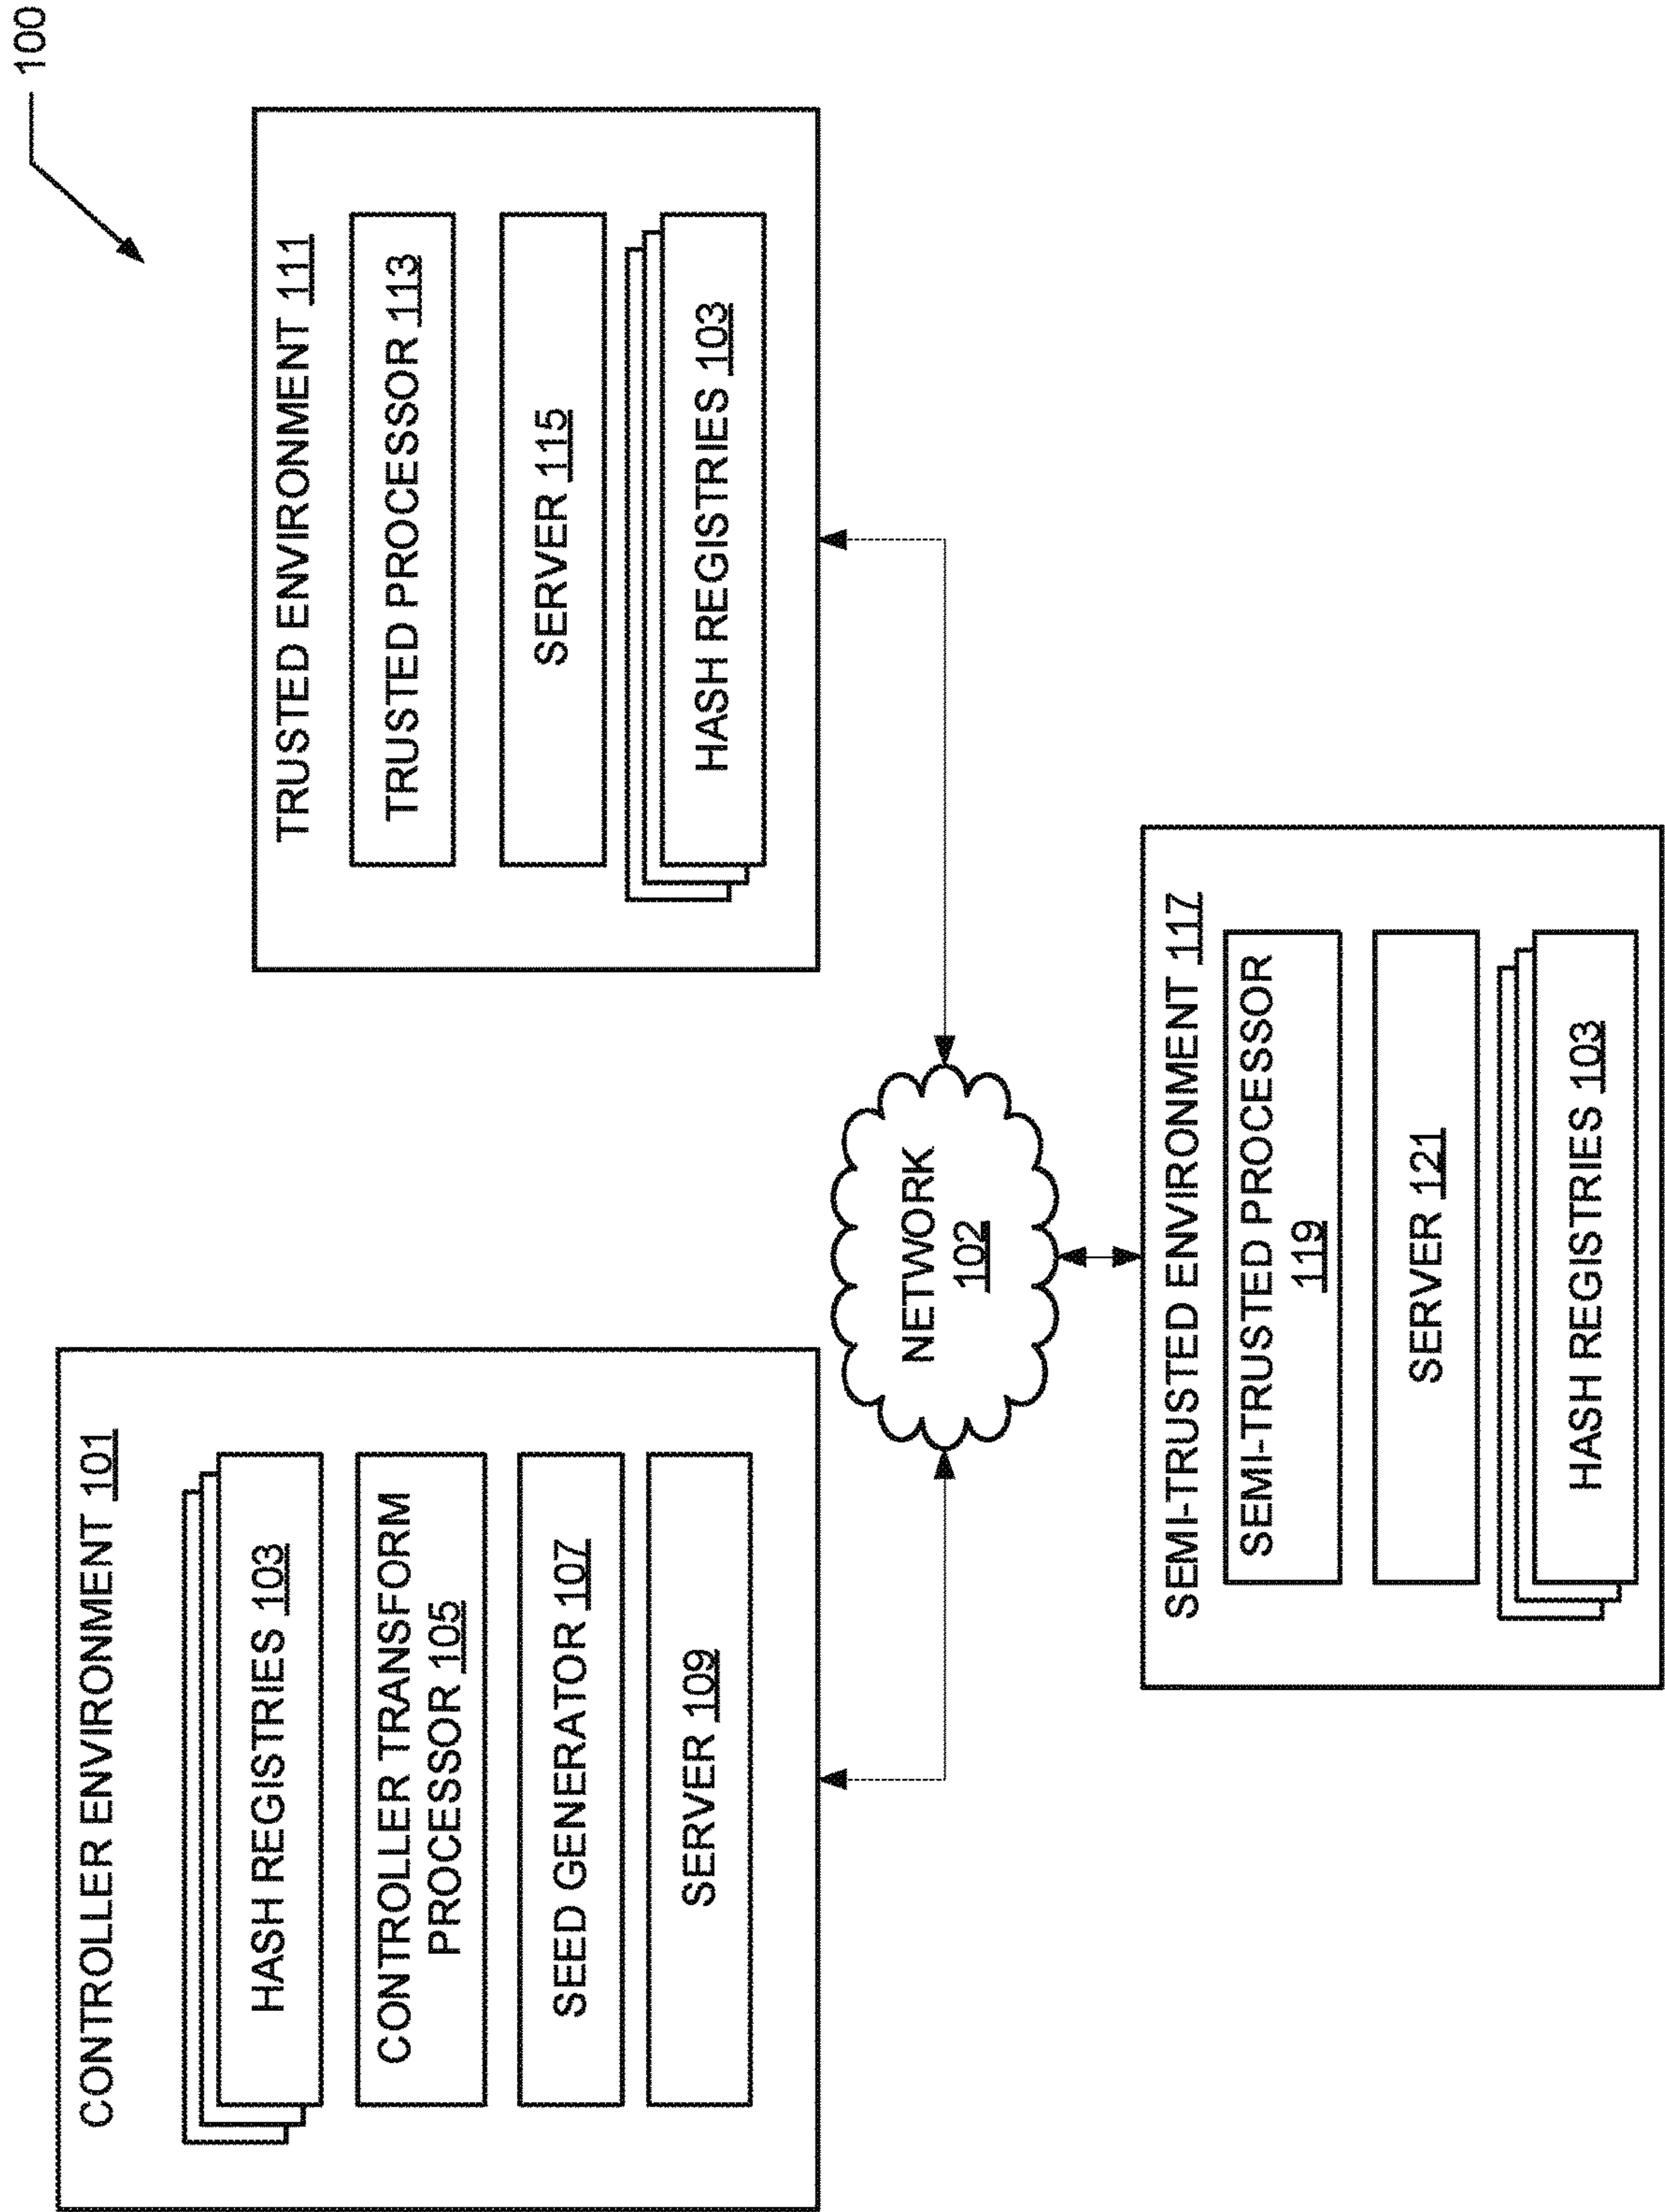 100
CONTROLLER ENVIRONMENT 101
HASH REGISTRIES 103
CONTROLLER TRANSFORM
PROCESSOR 105
SEED GENERATOR 107
SERVER 109
TRUSTED ENVIRONMENT 111
TRUSTED PROCESSOR 113
SERVER 115
HASH REGISTRIES 103
NETWORK
102
SEMI-TRUSTED ENVIRONMENT 117
SEMI-TRUSTED PROCESSOR
119
SERVER 121
HASH REGISTRIES 103